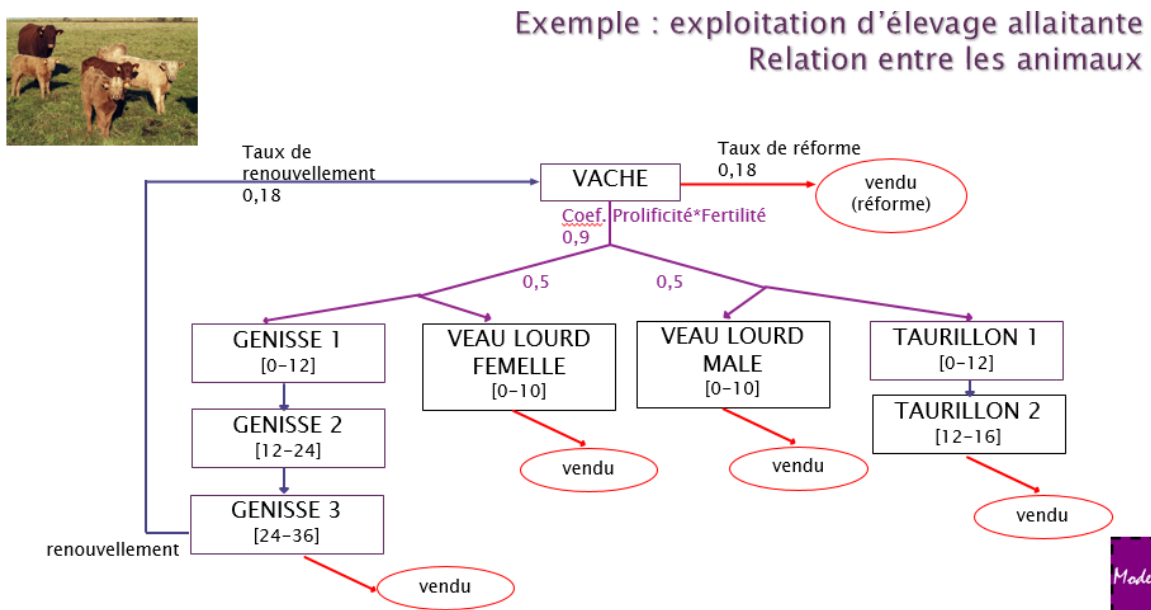 Exemple : exploitation d'élevage allaitante
Relation entre les animaux
Taux de
renouvellement
0,18
VACHE
Taux de réforme
0,18
vendu
(réforme)
Coef. Prolificité*Fertilité
0,9
0,5
0,5
GENISSE 1
[0-12]
VEAU LOURD
FEMELLE
[0-10]
VEAU LOURD
MALE
[0-10]
TAURILLON 1
[0-12]
GENISSE 2
[12-24]
TAURILLON 2
[12-16]
vendu
vendu
GENISSE 3
[24-36]
vendu
renouvellement
vendu